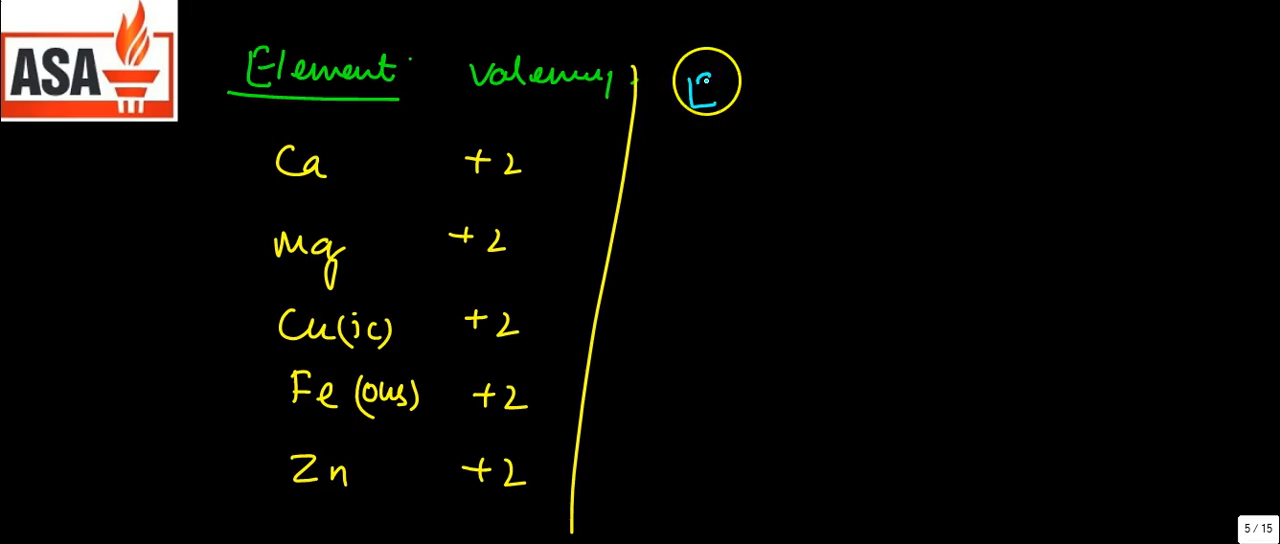 ASA
Element valency
Ca +2
Mg +2
Cu(ic) +2
Fe (ous) +2
Zn +2
5 / 15